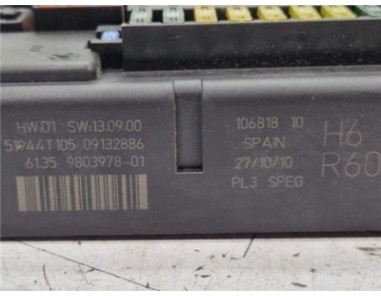 HW:D1 SW:13.09.00
51944T105 09132886
6135 9803978-01
106818 10
SPAIN
27/10/10
PL3 SPEG
H6
R60